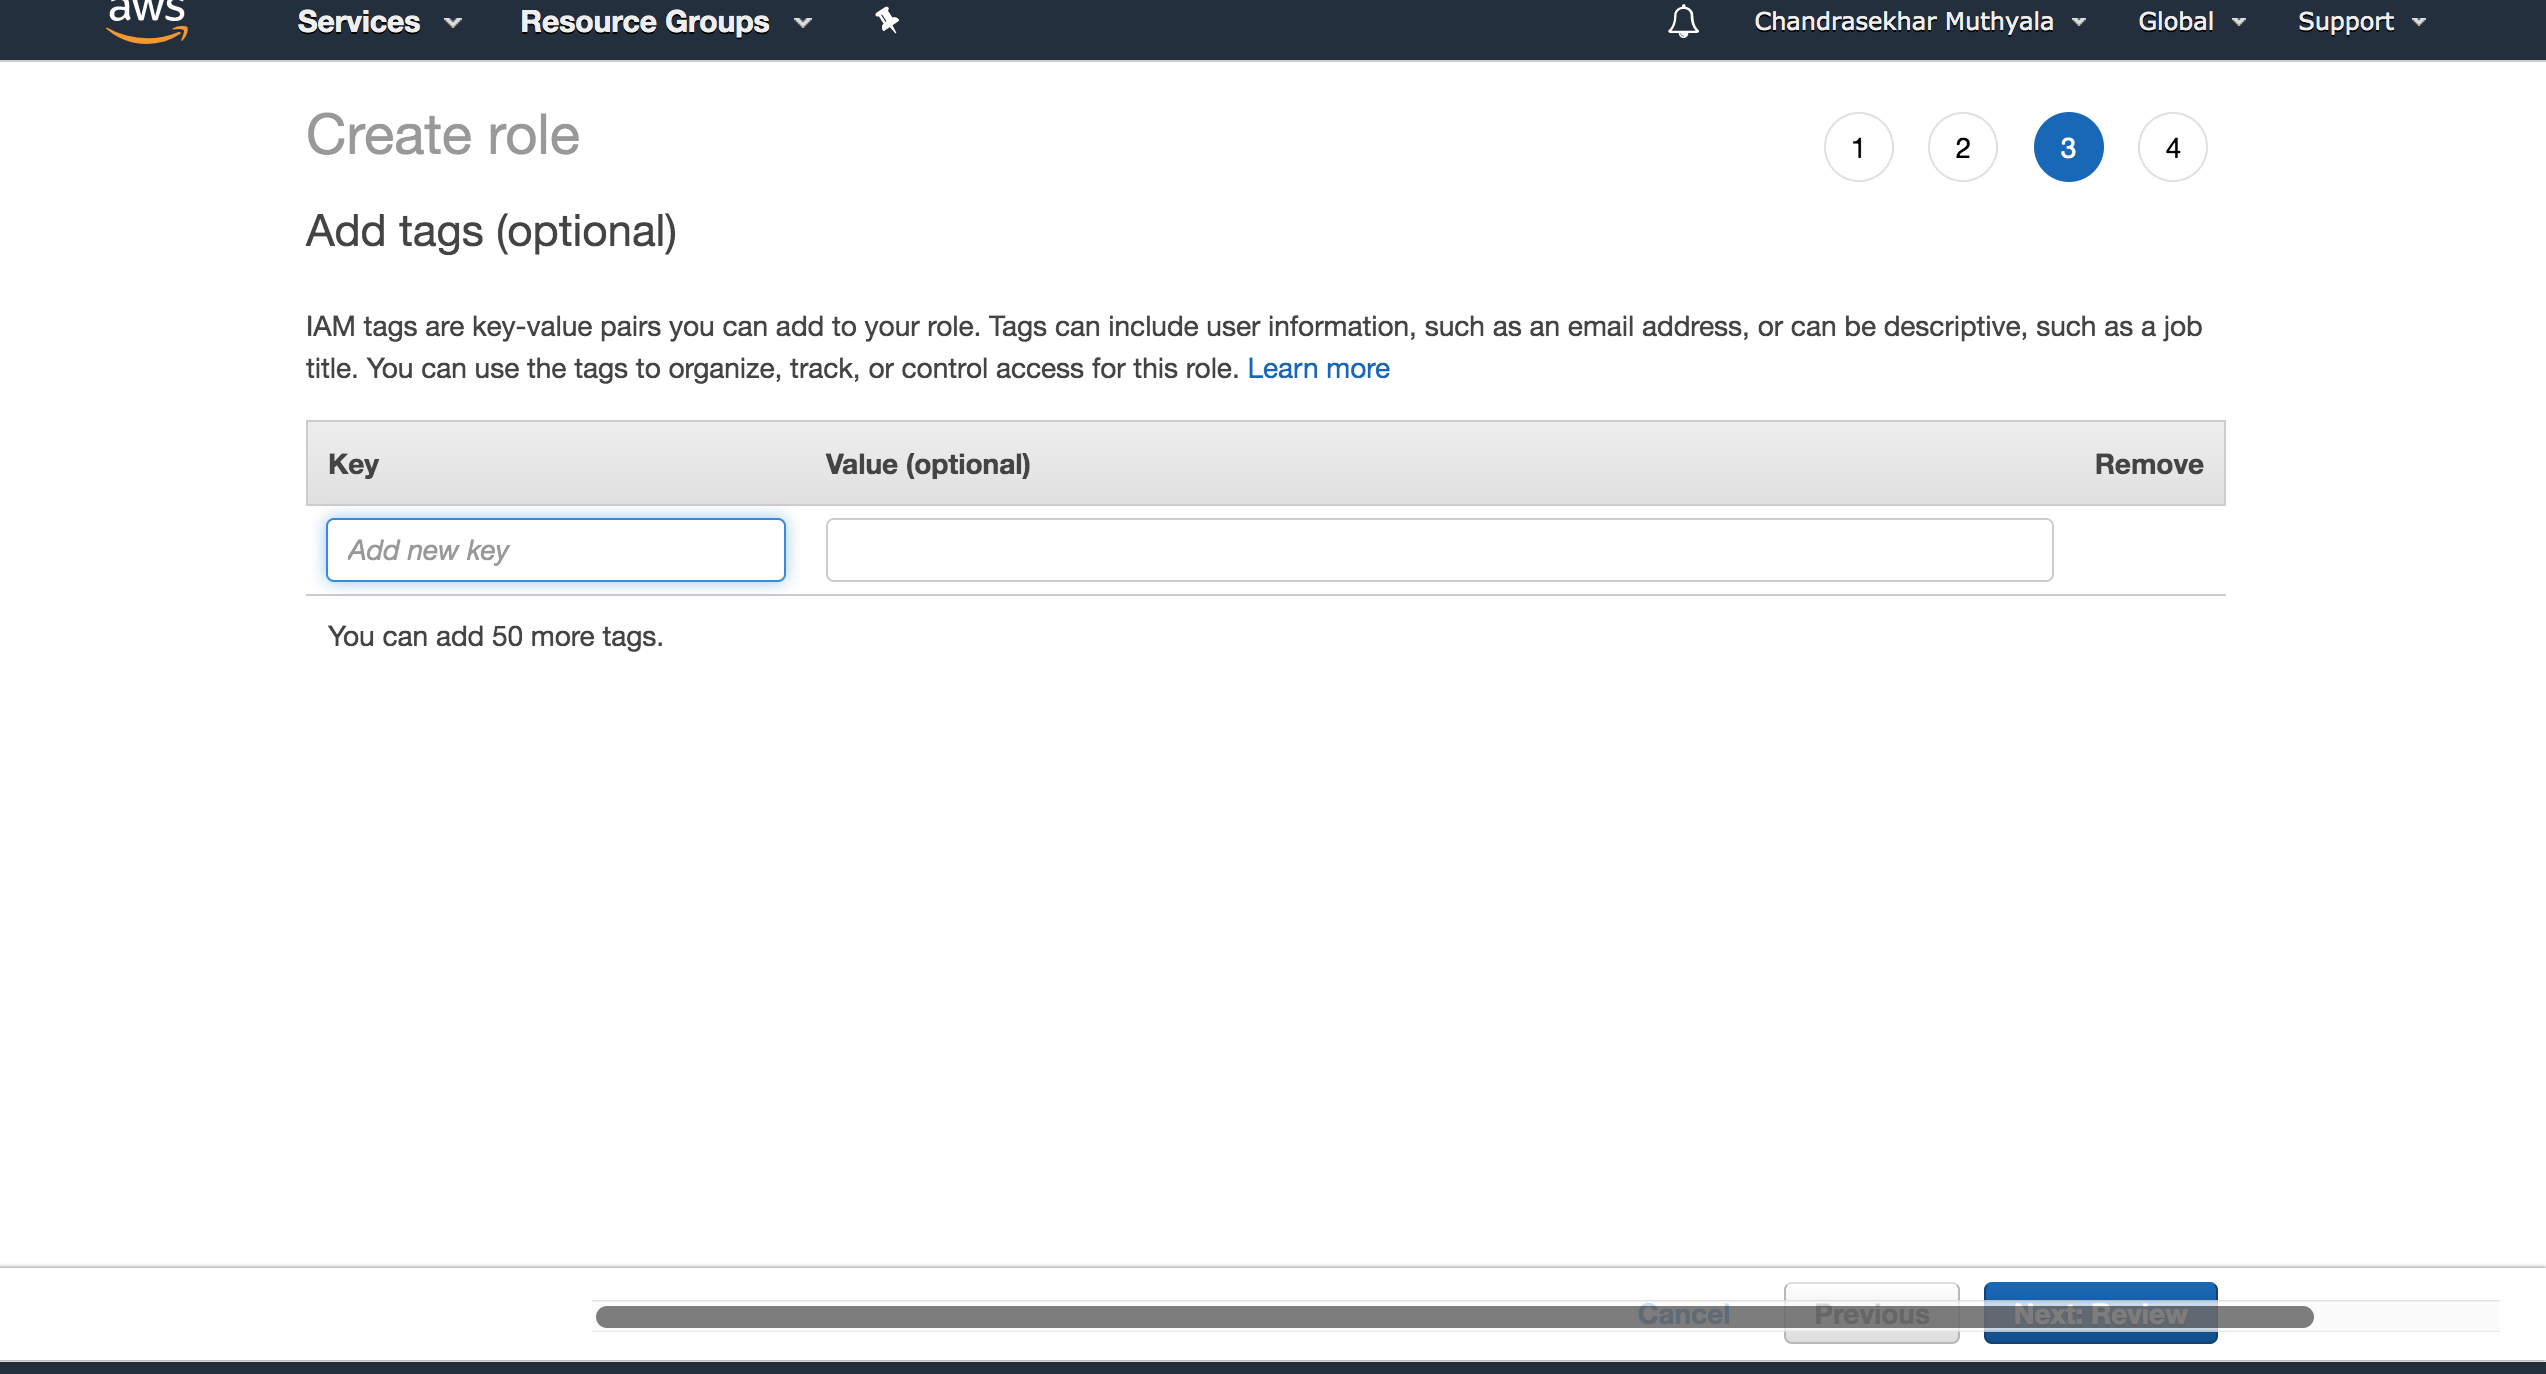 aws Services Resource Groups Chandrasekhar Muthyala Global Support
Create role
1 2 3 4
Add tags (optional)
IAM tags are key-value pairs you can add to your role. Tags can include user information, such as an email address, or can be descriptive, such as a job
title. You can use the tags to organize, track, or control access for this role. Learn more
Key Value (optional) Remove
Add new key
You can add 50 more tags.
Cancel Previous Next: Review